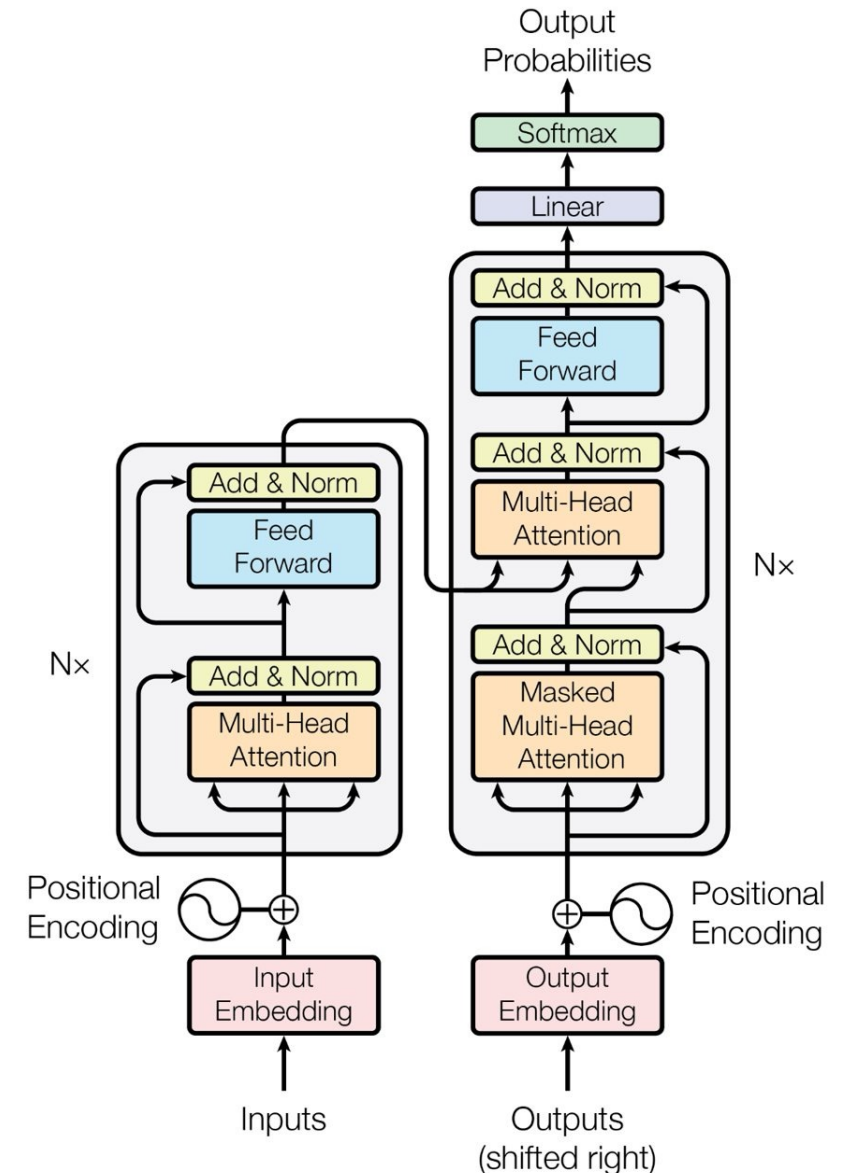 Output
Probabilities
Softmax
Linear
Add & Norm
Feed
Forward
Add & Norm
Multi-Head
Attention
Add & Norm
Masked
Multi-Head
Attention
Nx
Add & Norm
Feed
Forward
Add & Norm
Multi-Head
Attention
N×
Positional
Encoding
Positional
Encoding
Input
Embedding
Output
Embedding
Inputs
Outputs
(shifted right)